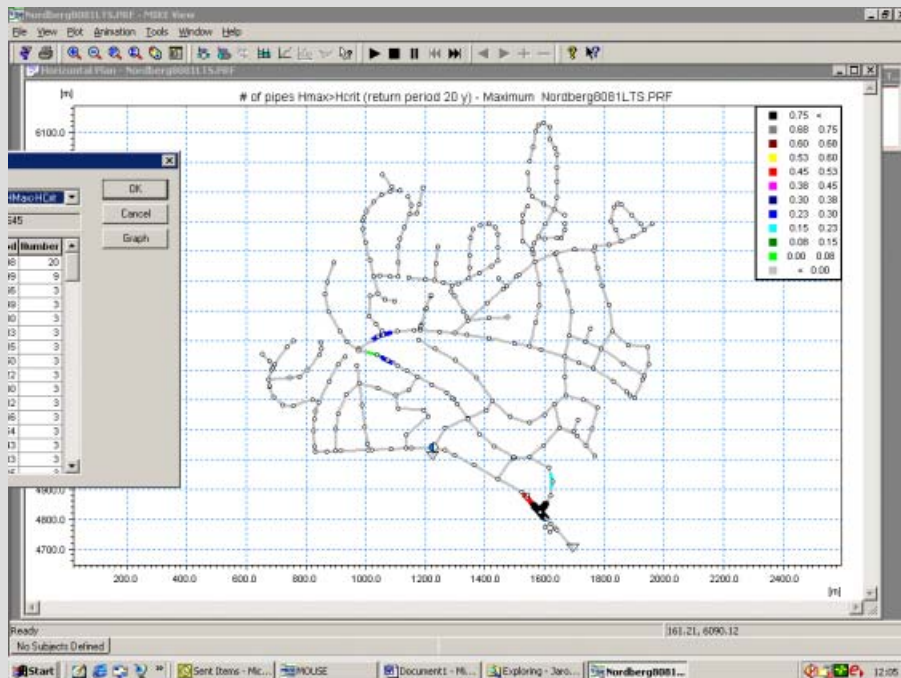 Nordberg8081LTS.PRF - MIKE View
File View Plot Animation Tools Window Help
Horizontal Plan - Nordberg8081LTS.PRF
[m]
# of pipes Hmax>Hcrit (return period 20 y) - Maximum Nordberg8081LTS.PRF
6100.0
4900.0
4800.0
4700.0
200.0 400.0 600.0 800.0 1000.0 1200.0 1400.0 1600.0 1800.0 2000.0 2200.0 2400.0
[m]
0.75 <
0.68 0.75
0.60 0.68
0.53 0.60
0.45 0.53
0.38 0.45
0.30 0.38
0.23 0.30
0.15 0.23
0.08 0.15
0.00 0.08
< 0.00
OK
Cancel
Graph
Number
20
9
3
3
3
3
3
3
3
3
3
3
3
3
Ready
161.21, 6090.12
No Subjects Defined
Start
Sent Items - Mic...
MOUSE
Document1 - Mi...
Exploring - Jaro...
Nordberg8081...
12:05